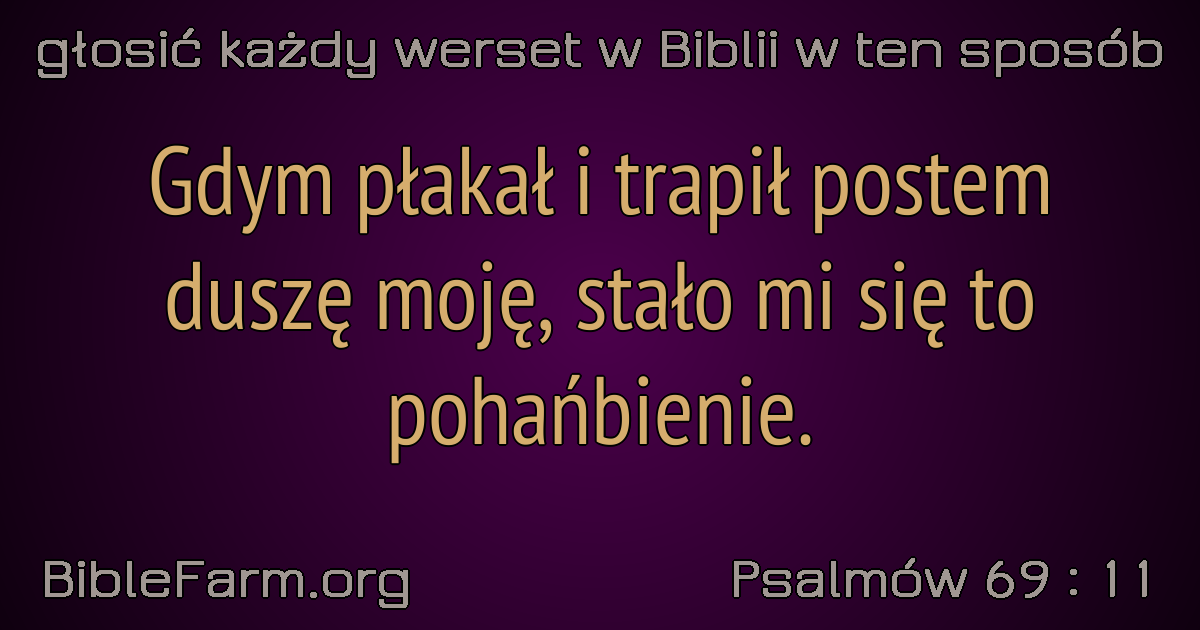 głosić każdy werset w Biblii w ten sposób
Gdym płakał i trapił postem
duszę moję, stało mi się to
pohańbienie.
BibleFarm.org
Psalmów 69 : 11